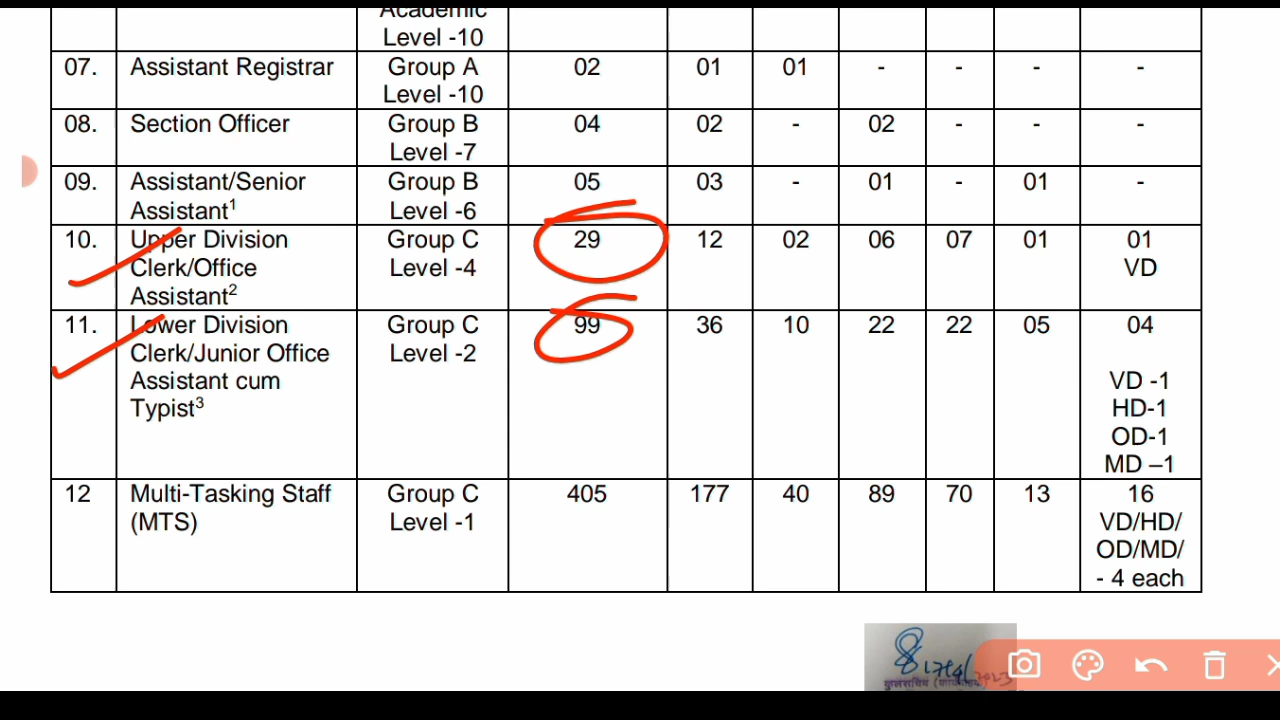 Academic
Level -10
07. Assistant Registrar Group A 02 01 01 - - - -
Level -10
08. Section Officer Group B 04 02 - 02 - - -
Level -7
09. Assistant/Senior Group B 05 03 - 01 - 01 -
Assistant¹ Level -6
10. Upper Division Group C 29 12 02 06 07 01 01
Clerk/Office Level -4 VD
Assistant²
11. Lower Division Group C 99 36 10 22 22 05 04
Clerk/Junior Office Level -2
Assistant cum VD -1
Typist³ HD-1
OD-1
MD –1
12 Multi-Tasking Staff Group C 405 177 40 89 70 13 16
(MTS) Level -1 VD/HD/
OD/MD/
- 4 each